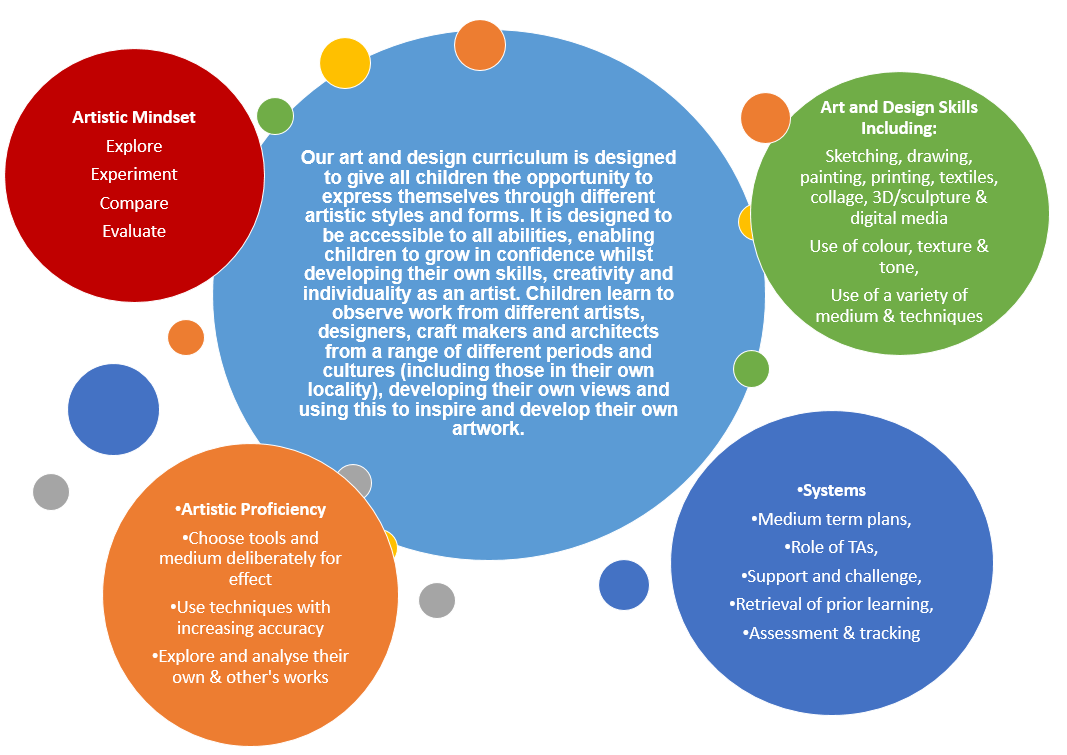 Artistic Mindset
Explore
Experiment
Compare
Evaluate
Our art and design curriculum is designed
to give all children the opportunity to
express themselves through different
artistic styles and forms. It is designed to
be accessible to all abilities, enabling
children to grow in confidence whilst
developing their own skills, creativity and
individuality as an artist. Children learn to
observe work from different artists,
designers, craft makers and architects
from a range of different periods and
cultures (including those in their own
locality), developing their own views and
using this to inspire and develop their own
artwork.
Art and Design Skills
Including:
Sketching, drawing,
painting, printing, textiles,
collage, 3D/sculpture &
digital media
Use of colour, texture &
tone,
Use of a variety of
medium & techniques
•Artistic Proficiency
•Choose tools and
medium deliberately for
effect
•Use techniques with
increasing accuracy
•Explore and analyse their
own & other's works
•Systems
•Medium term plans,
•Role of TAs,
•Support and challenge,
•Retrieval of prior learning,
•Assessment & tracking